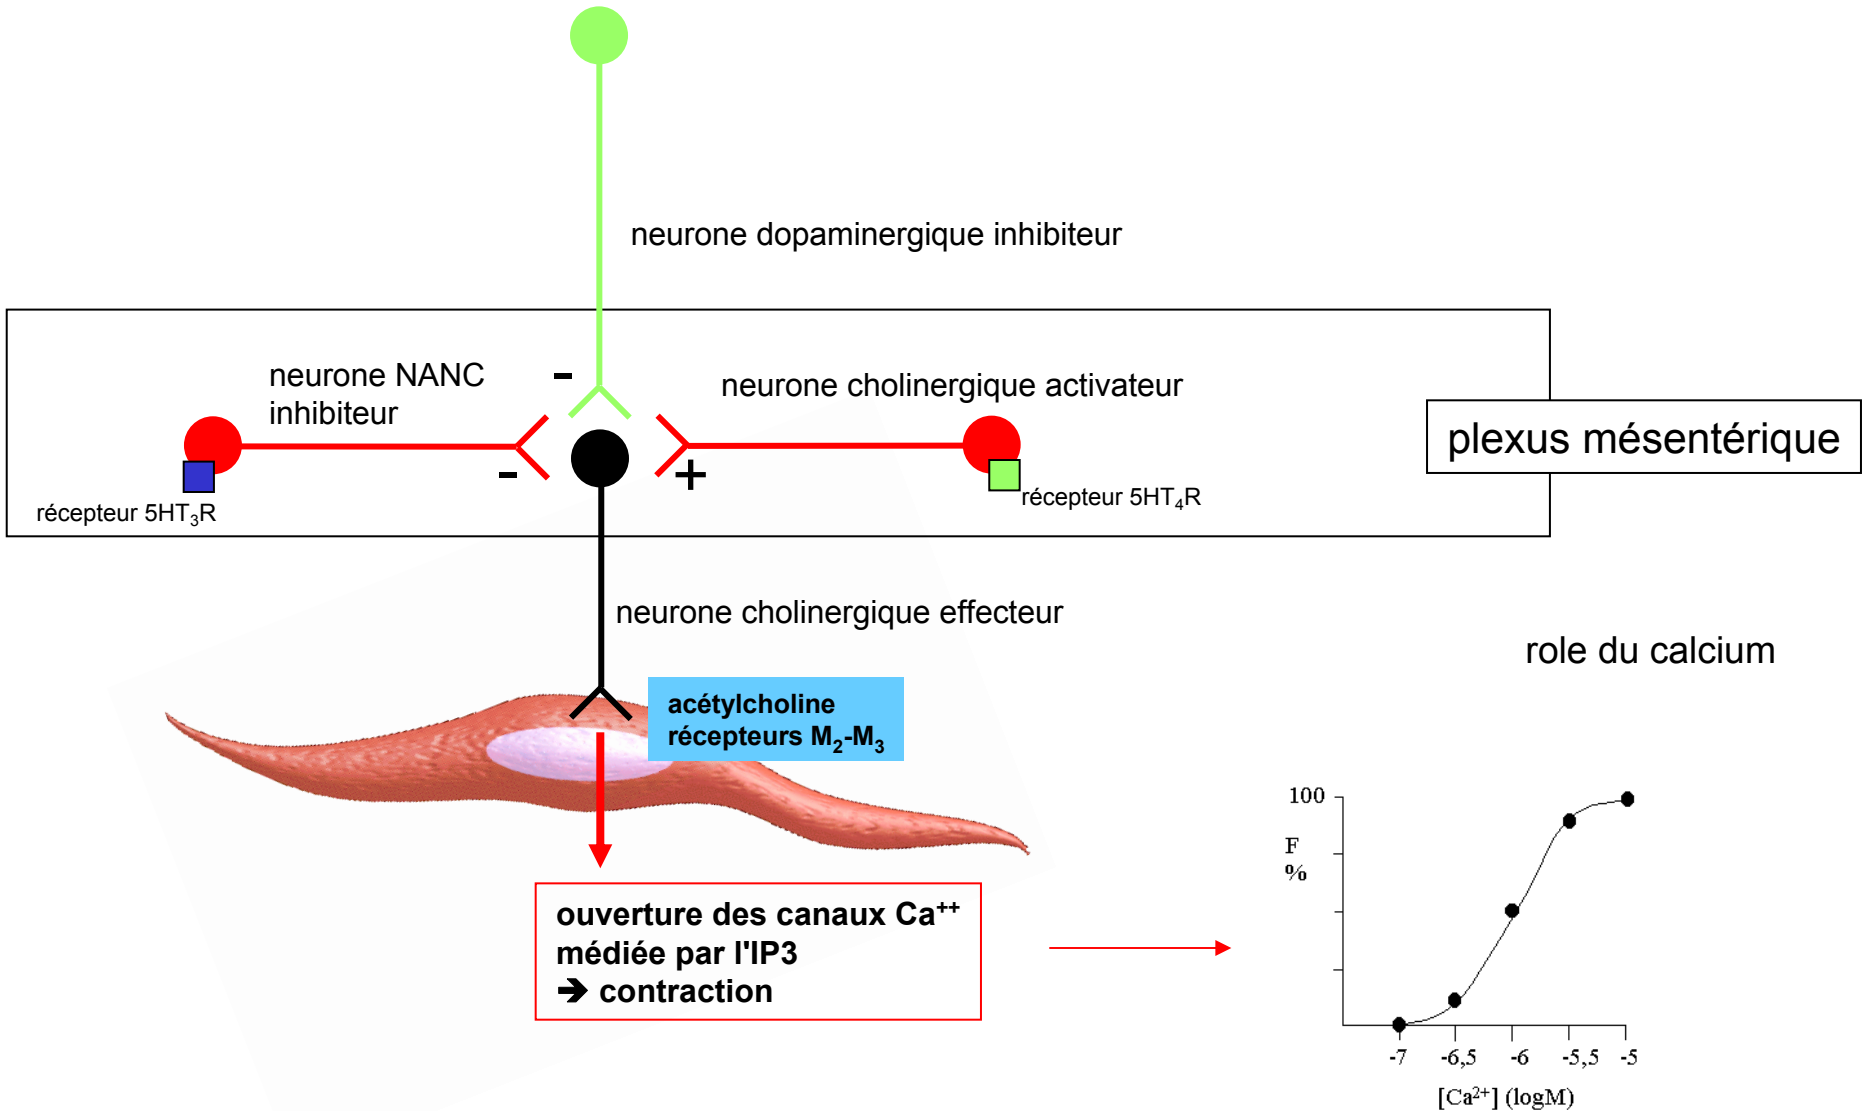 neurone dopaminergique inhibiteur
neurone NANC
inhibiteur
-
neurone cholinergique activateur
plexus mésentérique
-
+
récepteur 5HT₃R
récepteur 5HT₄R
neurone cholinergique effecteur
role du calcium
acétylcholine
récepteurs M₂-M₃
ouverture des canaux Ca⁺⁺
médiée par l'IP3
➔ contraction
100
F
%
-7 -6,5 -6 -5,5 -5
[Ca²⁺] (logM)